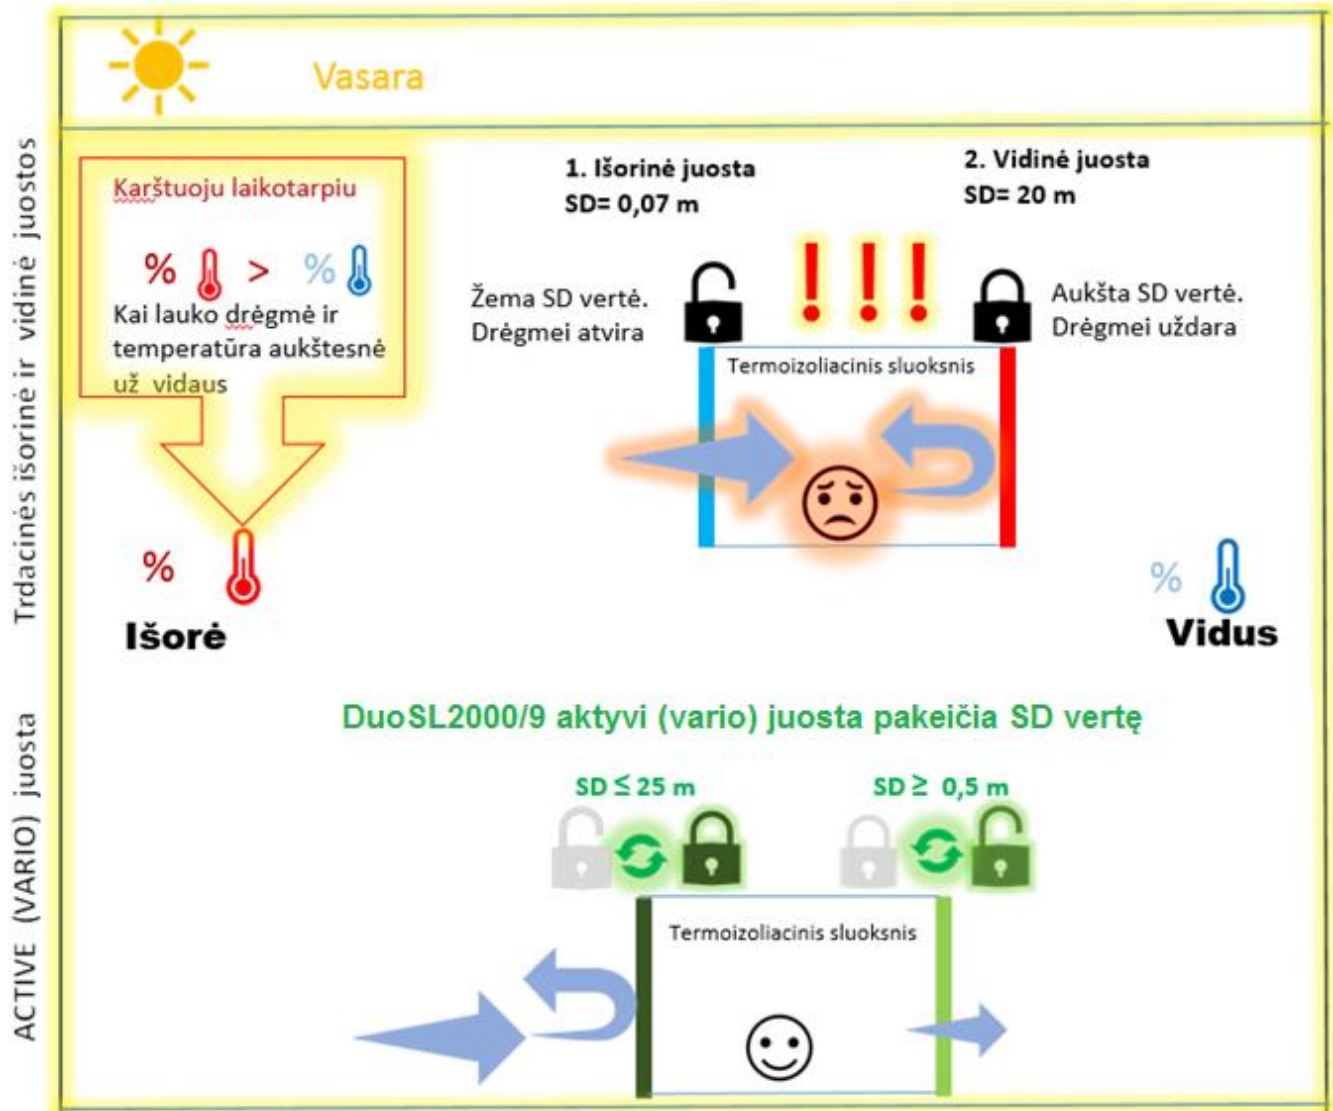 Vasara
Trdacinės išorinė ir vidinė juostos
Karštuoju laikotarpiu
% > %
Kai lauko drėgmė ir
temperatūra aukštesnė
už vidaus
1. Išorinė juosta
SD= 0,07 m
2. Vidinė juosta
SD= 20 m
Žema SD vertė.
Drėgmei atvira
!!!
Aukšta SD vertė.
Drėgmei uždara
Termoizoliacinis sluoksnis
%
Išorė
%
Vidus
ACTIVE (VARIO) juosta
DuoSL2000/9 aktyvi (vario) juosta pakeičia SD vertę
SD ≤ 25 m
SD ≥ 0,5 m
Termoizoliacinis sluoksnis